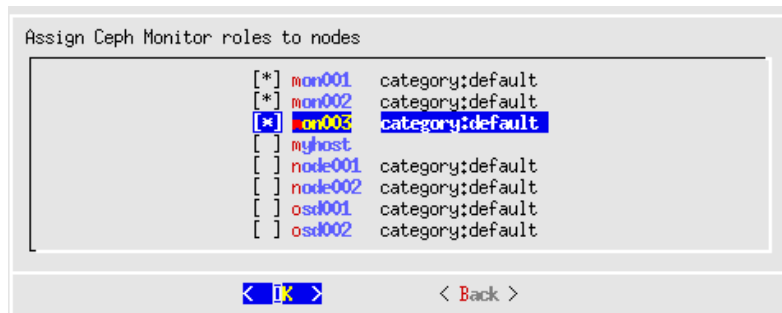 Assign Ceph Monitor roles to nodes
[*] mon001 category:default
[*] mon002 category:default
[*] mon003 category:default
[ ] myhost
[ ] node001 category:default
[ ] node002 category:default
[ ] osd001 category:default
[ ] osd002 category:default
< OK > < Back >